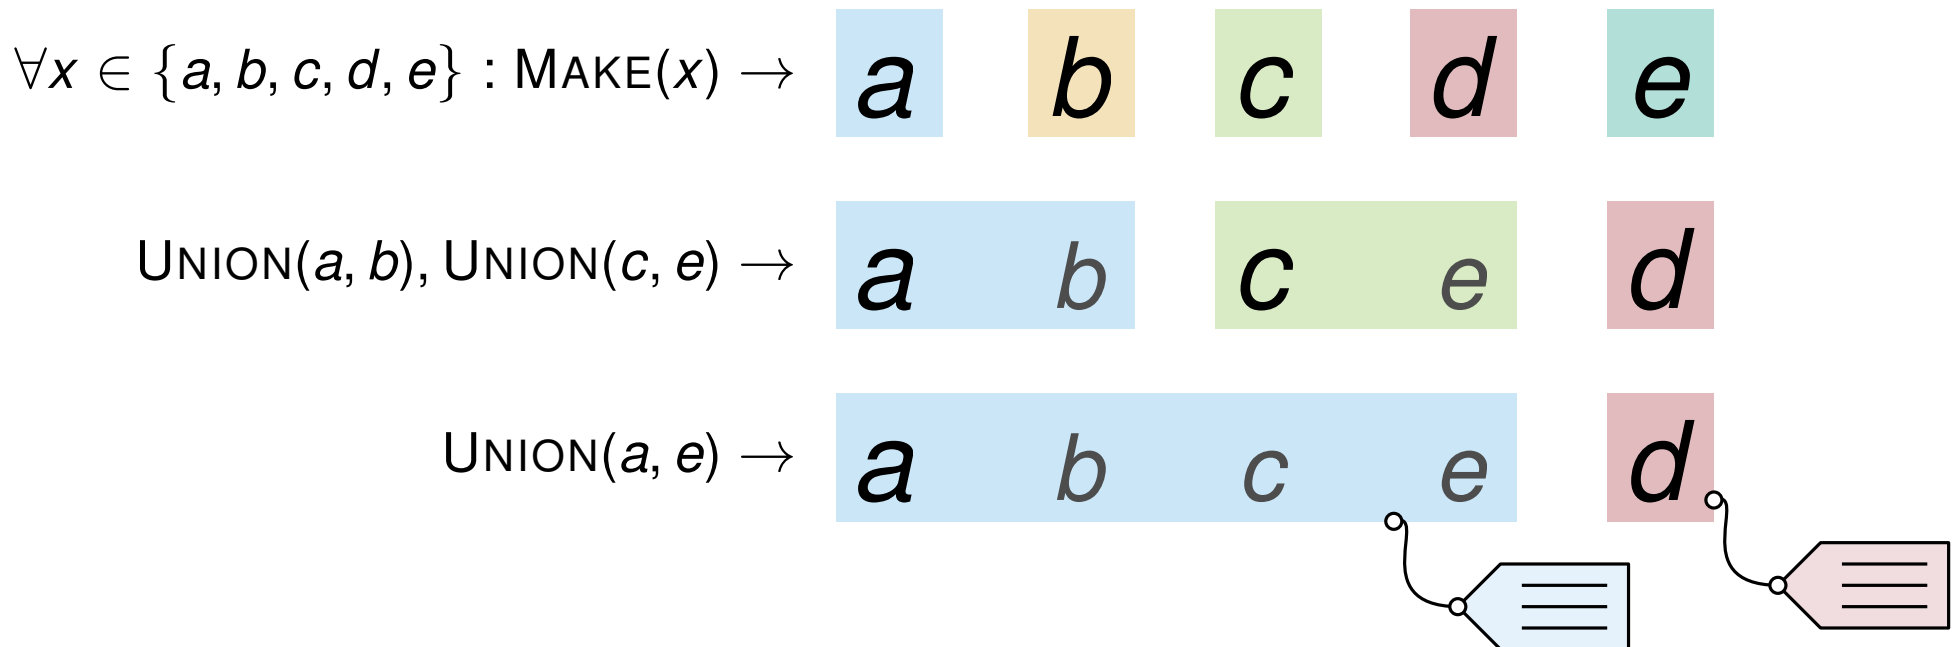 ∀x ∈ {a, b, c, d, e} : MAKE(x) → a b c d e
UNION(a, b), UNION(c, e) → a b c e d
UNION(a, e) → a b c e d